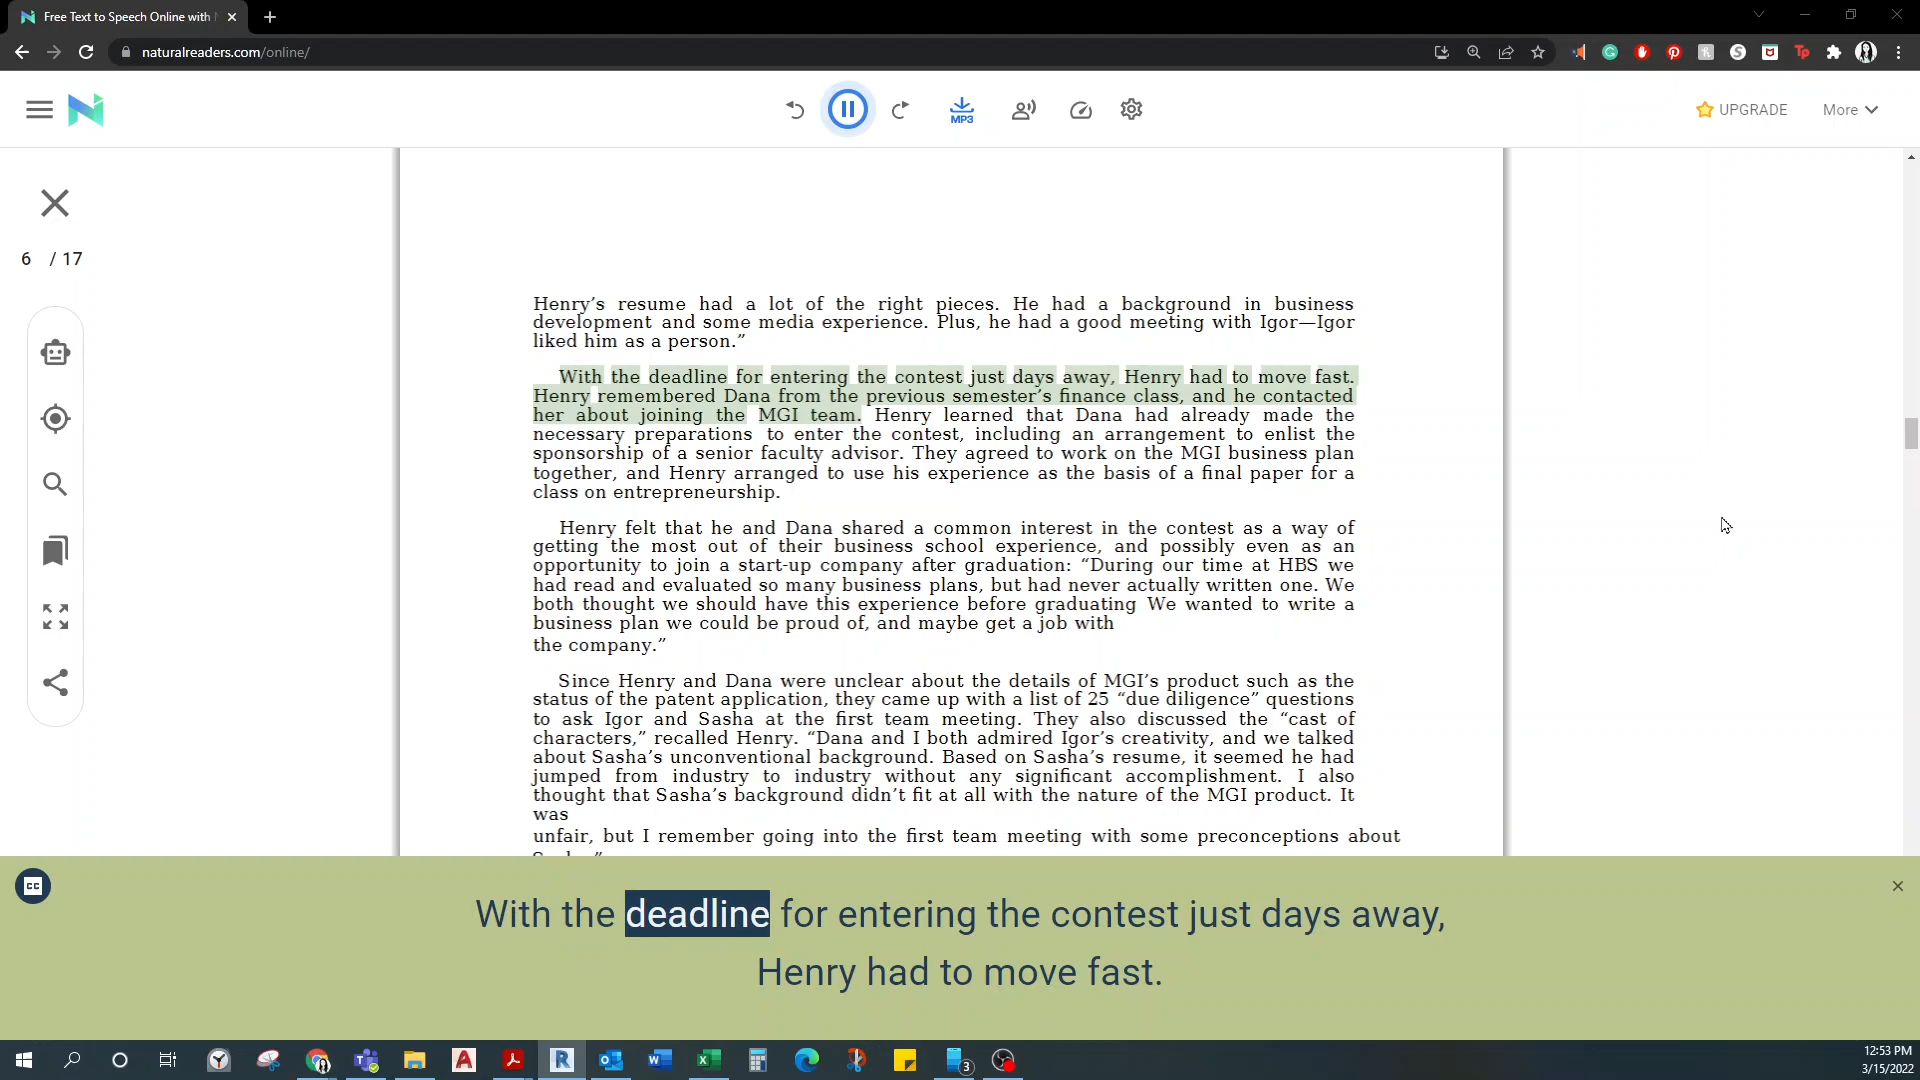 Free Text to Speech Online with
naturalreaders.com/online/
MP3
UPGRADE
More
6 / 17
Henry’s resume had a lot of the right pieces. He had a background in business
development and some media experience. Plus, he had a good meeting with Igor—Igor
liked him as a person.”
With the deadline for entering the contest just days away, Henry had to move fast.
Henry remembered Dana from the previous semester’s finance class, and he contacted
her about joining the MGI team. Henry learned that Dana had already made the
necessary preparations to enter the contest, including an arrangement to enlist the
sponsorship of a senior faculty advisor. They agreed to work on the MGI business plan
together, and Henry arranged to use his experience as the basis of a final paper for a
class on entrepreneurship.
Henry felt that he and Dana shared a common interest in the contest as a way of
getting the most out of their business school experience, and possibly even as an
opportunity to join a start-up company after graduation: “During our time at HBS we
had read and evaluated so many business plans, but had never actually written one. We
both thought we should have this experience before graduating We wanted to write a
business plan we could be proud of, and maybe get a job with
the company.”
Since Henry and Dana were unclear about the details of MGI’s product such as the
status of the patent application, they came up with a list of 25 “due diligence” questions
to ask Igor and Sasha at the first team meeting. They also discussed the “cast of
characters,” recalled Henry. “Dana and I both admired Igor’s creativity, and we talked
about Sasha’s unconventional background. Based on Sasha’s resume, it seemed he had
jumped from industry to industry without any significant accomplishment. I also
thought that Sasha’s background didn’t fit at all with the nature of the MGI product. It
was
unfair, but I remember going into the first team meeting with some preconceptions about
CC
With the deadline for entering the contest just days away,
Henry had to move fast.
12:53 PM
3/15/2022